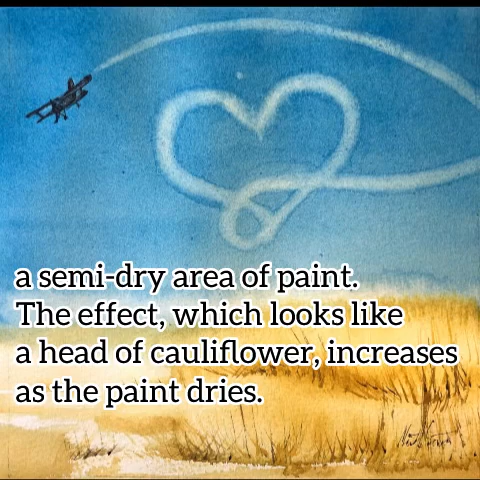 a semi-dry area of paint.
The effect, which looks like
a head of cauliflower, increases
as the paint dries.